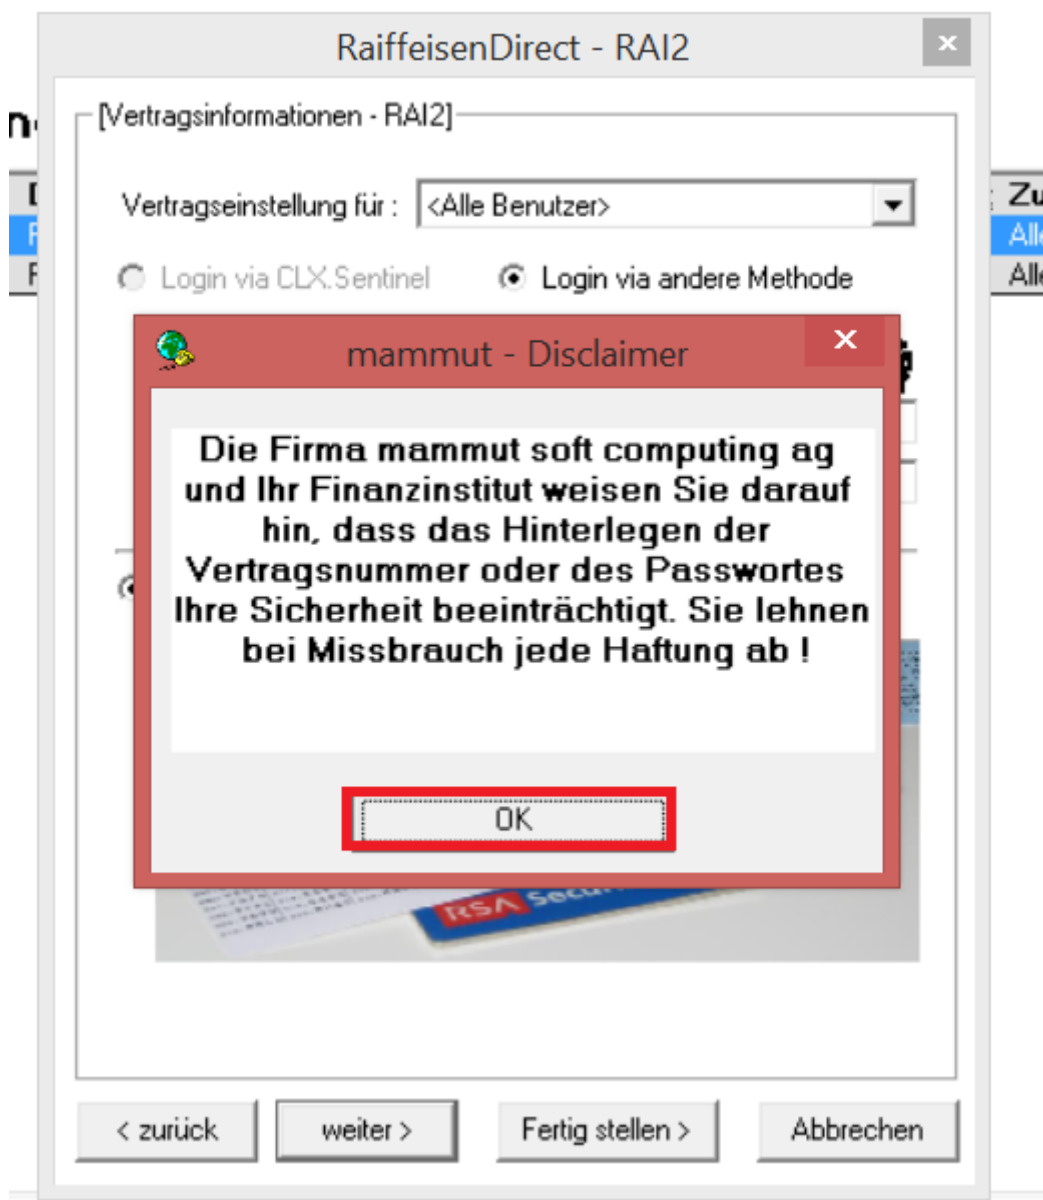 RaiffeisenDirect - RAI2
[Vertragsinformationen - RAI2]
Vertragseinstellung für : <Alle Benutzer>
Login via CLX.Sentinel Login via andere Methode
mammut - Disclaimer
Die Firma mammut soft computing ag
und Ihr Finanzinstitut weisen Sie darauf
hin, dass das Hinterlegen der
Vertragsnummer oder des Passwortes
Ihre Sicherheit beeinträchtigt. Sie lehnen
bei Missbrauch jede Haftung ab !
OK
RSA
< zurück weiter > Fertig stellen > Abbrechen